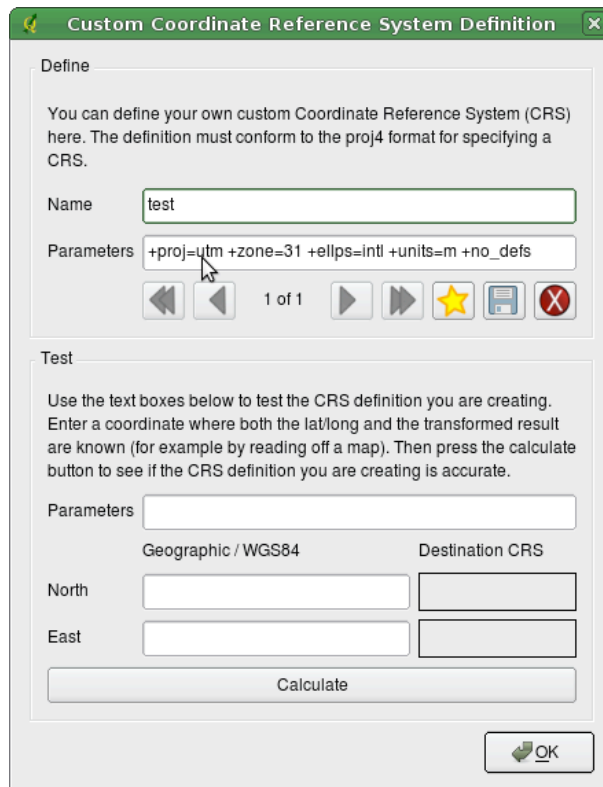 Custom Coordinate Reference System Definition
Define
You can define your own custom Coordinate Reference System (CRS)
here. The definition must conform to the proj4 format for specifying a
CRS.
Name test
Parameters +proj=utm +zone=31 +ellps=intl +units=m +no_defs
1 of 1
Test
Use the text boxes below to test the CRS definition you are creating.
Enter a coordinate where both the lat/long and the transformed result
are known (for example by reading off a map). Then press the calculate
button to see if the CRS definition you are creating is accurate.
Parameters
Geographic / WGS84 Destination CRS
North
East
Calculate
OK